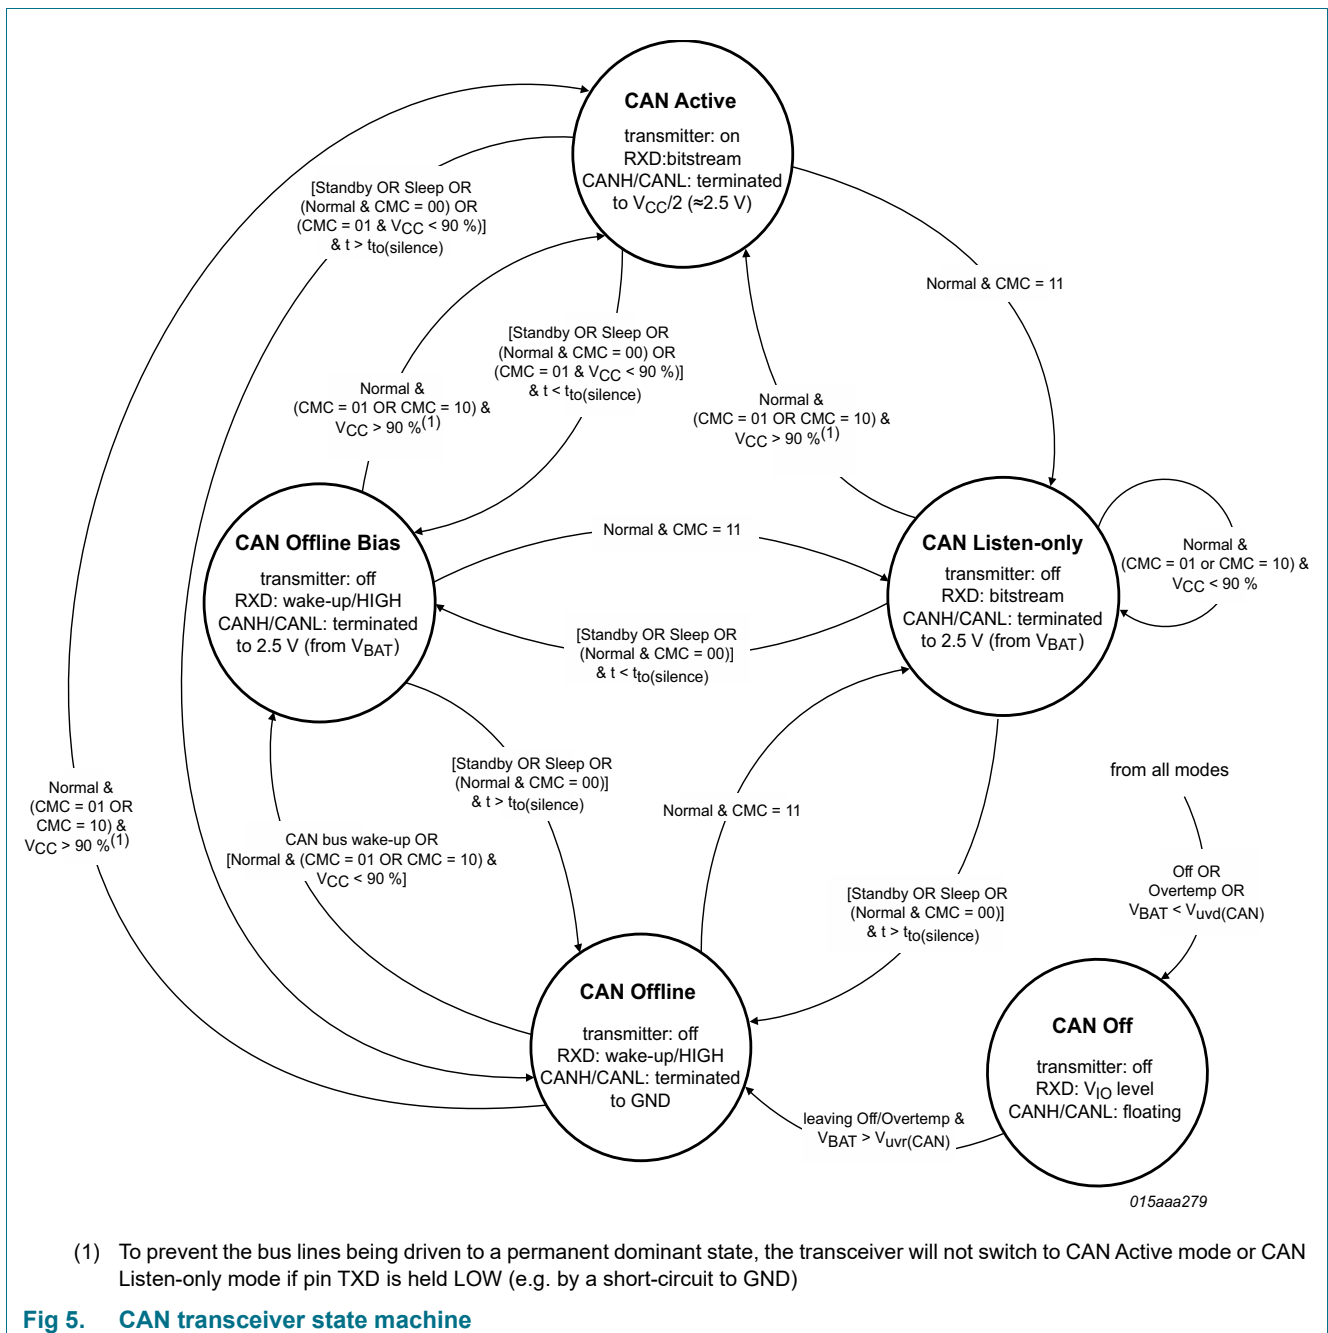 CAN Active
transmitter: on
RXD:bitstream
CANH/CANL: terminated
to VCC/2 (≈2.5 V)
[Standby OR Sleep OR
(Normal & CMC = 00) OR
(CMC = 01 & VCC < 90 %)]
& t > tto(silence)
Normal & CMC = 11
[Standby OR Sleep OR
(Normal & CMC = 00) OR
(CMC = 01 & VCC < 90 %)]
& t < tto(silence)
Normal &
(CMC = 01 OR CMC = 10) &
VCC > 90 %(1)
Normal &
(CMC = 01 OR CMC = 10) &
VCC > 90 %(1)
CAN Offline Bias
transmitter: off
RXD: wake-up/HIGH
CANH/CANL: terminated
to 2.5 V (from VBAT)
Normal & CMC = 11
CAN Listen-only
transmitter: off
RXD: bitstream
CANH/CANL: terminated
to 2.5 V (from VBAT)
Normal &
(CMC = 01 or CMC = 10) &
VCC < 90 %
[Standby OR Sleep OR
(Normal & CMC = 00)]
& t < tto(silence)
[Standby OR Sleep OR
(Normal & CMC = 00)]
& t > tto(silence)
Normal &
(CMC = 01 OR
CMC = 10) &
VCC > 90 %(1)
CAN bus wake-up OR
[Normal & (CMC = 01 OR CMC = 10) &
VCC < 90 %]
Normal & CMC = 11
from all modes
[Standby OR Sleep OR
(Normal & CMC = 00)]
& t > tto(silence)
Off OR
Overtemp OR
VBAT < Vuvd(CAN)
CAN Offline
transmitter: off
RXD: wake-up/HIGH
CANH/CANL: terminated
to GND
CAN Off
transmitter: off
RXD: VIO level
CANH/CANL: floating
leaving Off/Overtemp &
VBAT > Vuvr(CAN)
015aaa279
(1) To prevent the bus lines being driven to a permanent dominant state, the transceiver will not switch to CAN Active mode or CAN
Listen-only mode if pin TXD is held LOW (e.g. by a short-circuit to GND)
Fig 5. CAN transceiver state machine